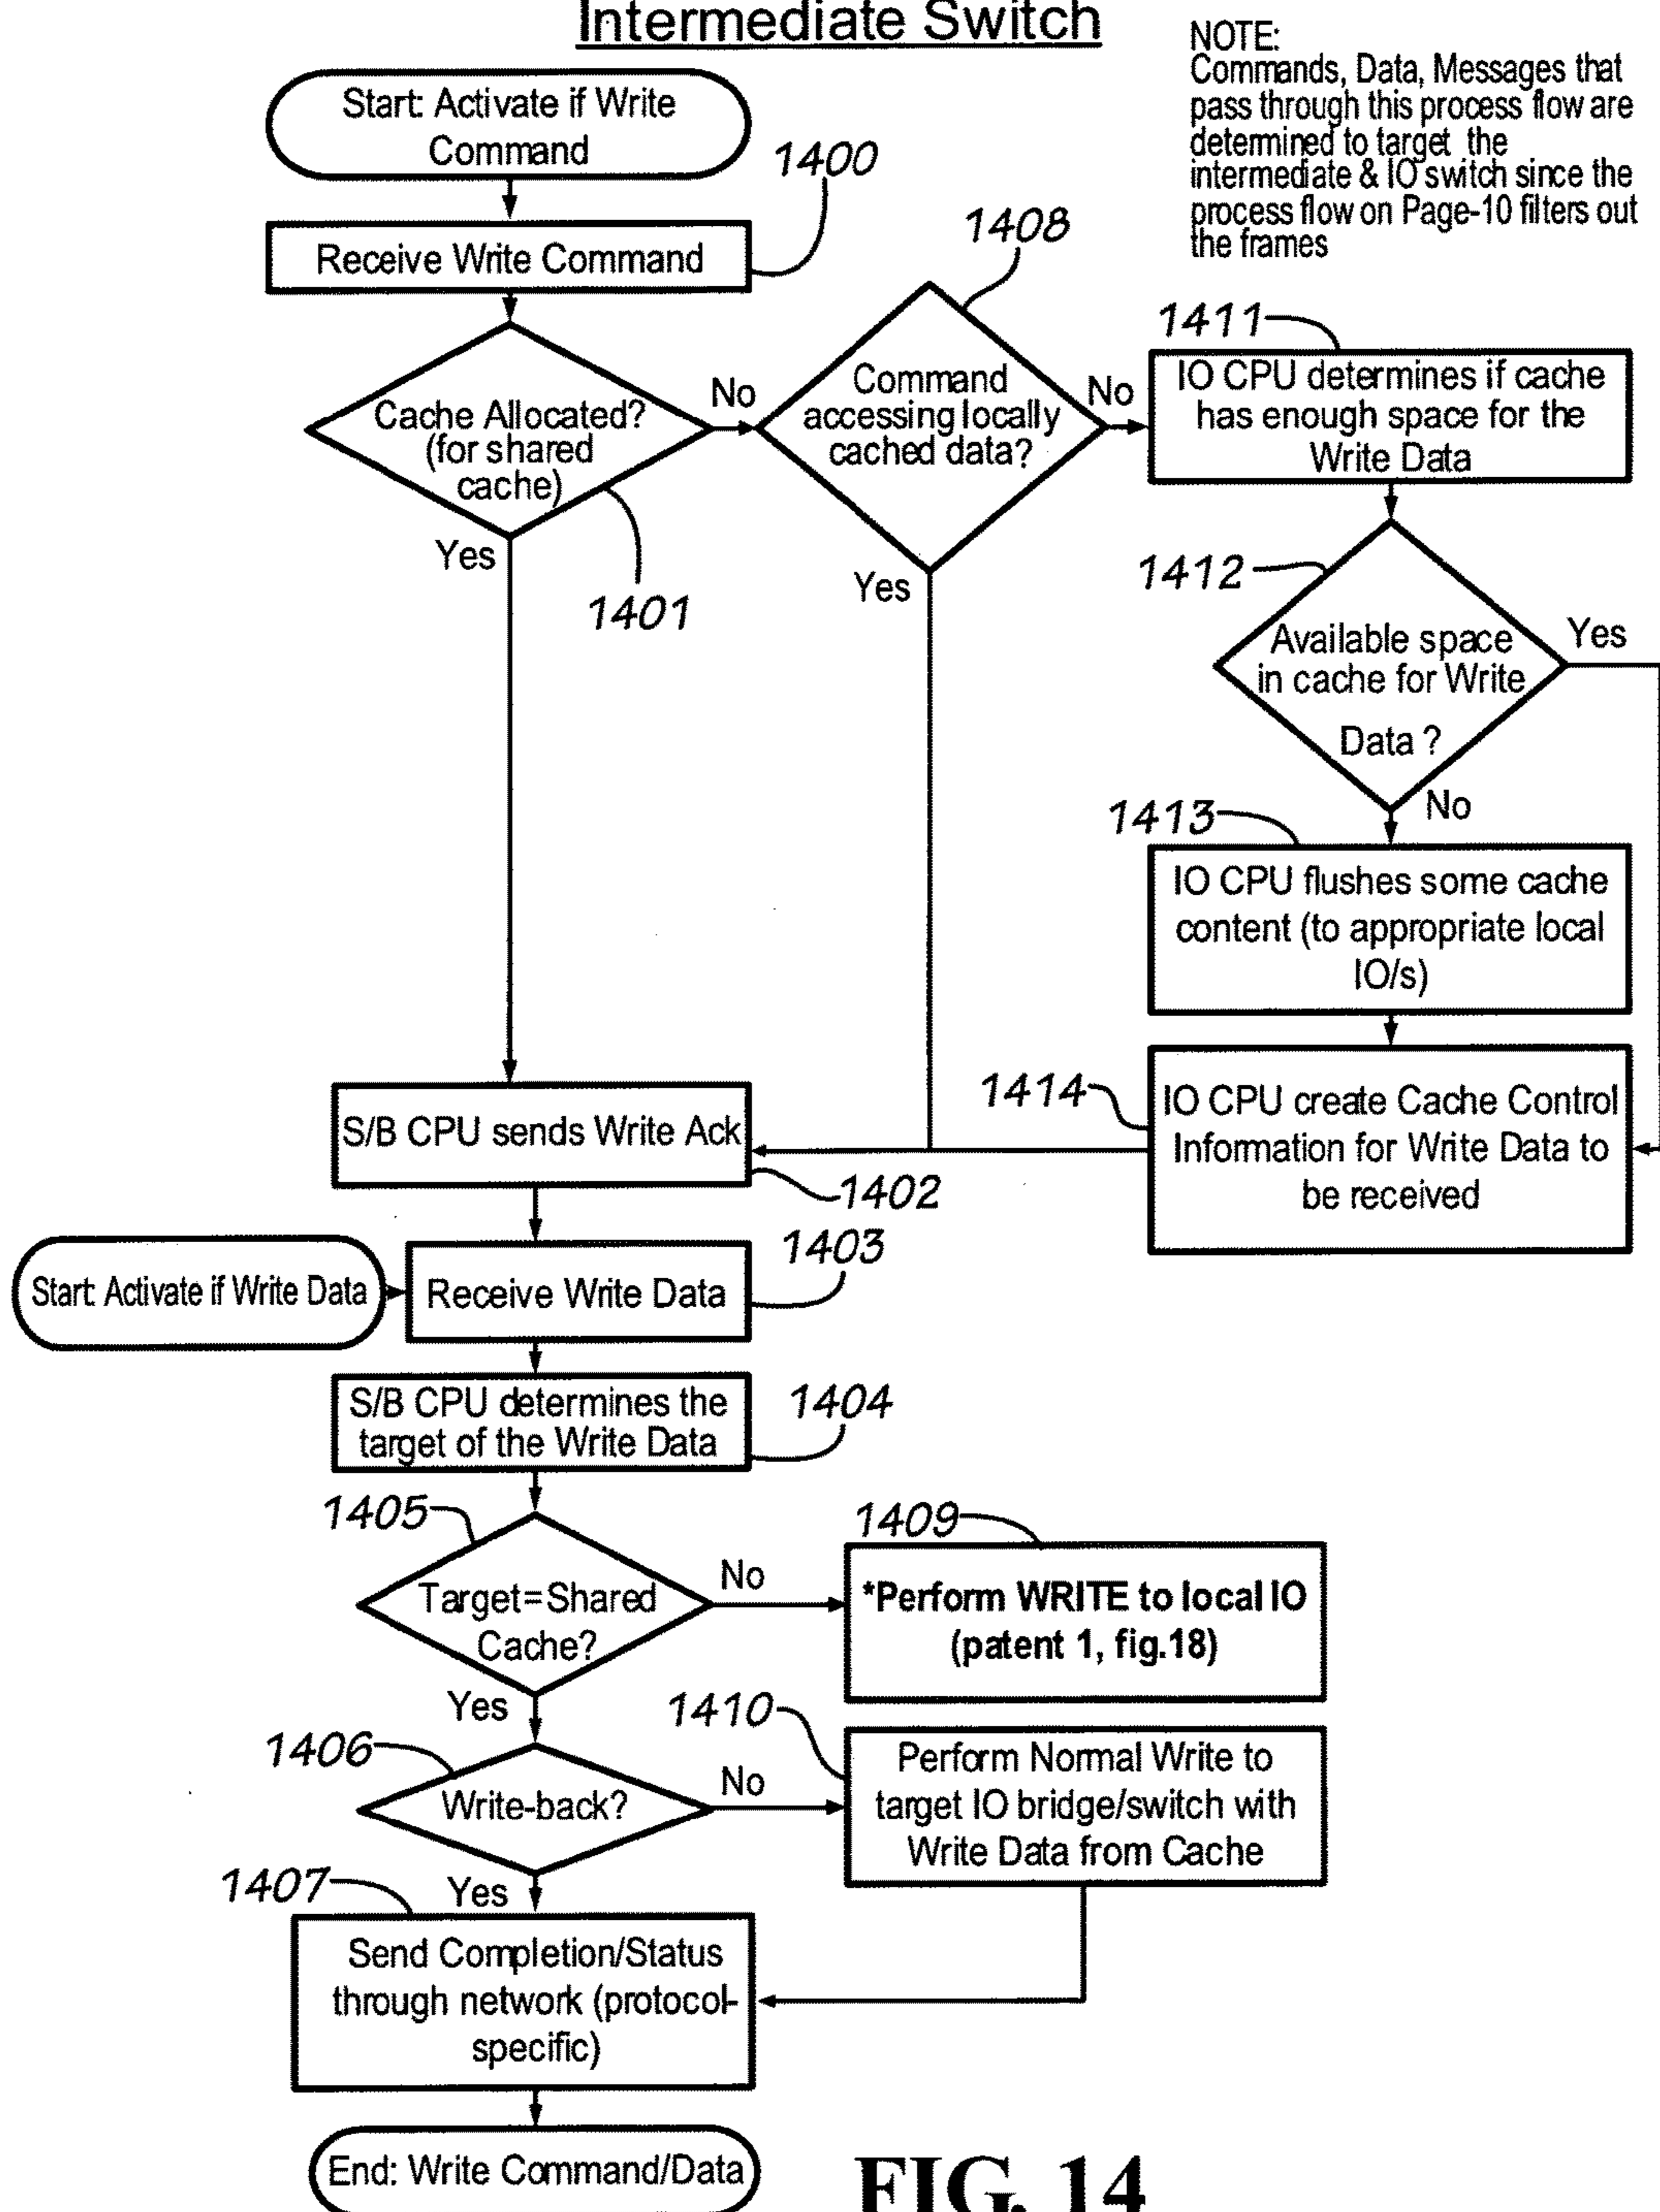 Intermediate Switch
NOTE:
Commands, Data, Messages that
pass through this process flow are
determined to target the
intermediate & IO switch since the
process flow on Page-10 filters out
the frames
Start: Activate if Write
Command
1400
Receive Write Command
1408
Cache Allocated?
(for shared
cache)
No
Yes
1401
Command
accessing locally
cached data?
No
Yes
1411
IO CPU determines if cache
has enough space for the
Write Data
1412
Available space
in cache for Write
Data ?
Yes
No
1413
IO CPU flushes some cache
content (to appropriate local
IO/s)
1414
IO CPU create Cache Control
Information for Write Data to
be received
S/B CPU sends Write Ack
1402
1403
Start: Activate if Write Data
Receive Write Data
S/B CPU determines the
target of the Write Data
1404
1405
Target=Shared
Cache?
No
Yes
1409
*Perform WRITE to local IO
(patent 1, fig.18)
1406
Write-back?
No
Yes
1410
Perform Normal Write to
target IO bridge/switch with
Write Data from Cache
1407
Send Completion/Status
through network (protocol-
specific)
End: Write Command/Data
FIG. 14